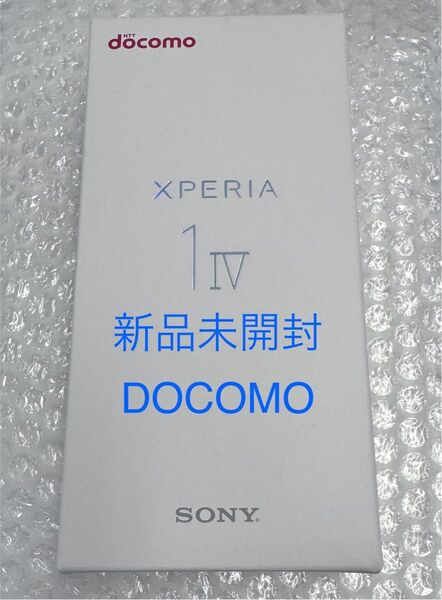 NTT
docomo
XPERIA
1 IV
新品未開封
DOCOMO
SONY